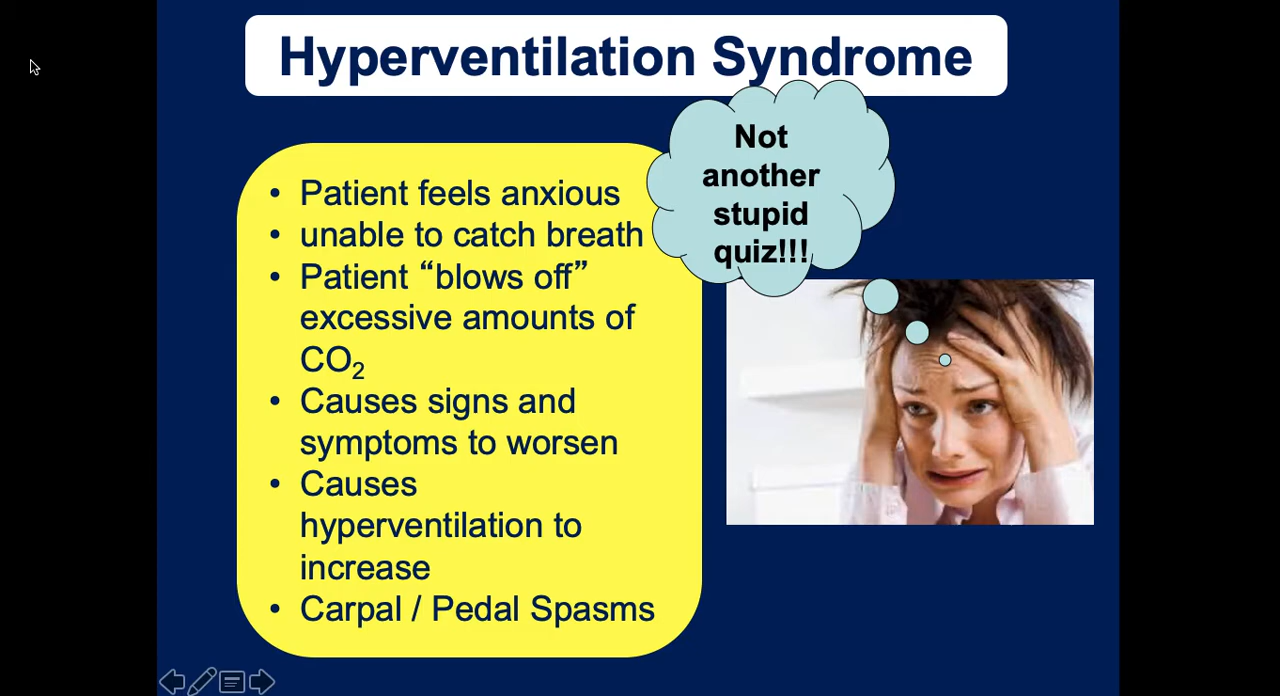 Hyperventilation Syndrome
• Patient feels anxious
• unable to catch breath
• Patient “blows off”
excessive amounts of
CO₂
• Causes signs and
symptoms to worsen
• Causes
hyperventilation to
increase
• Carpal / Pedal Spasms
Not
another
stupid
quiz!!!